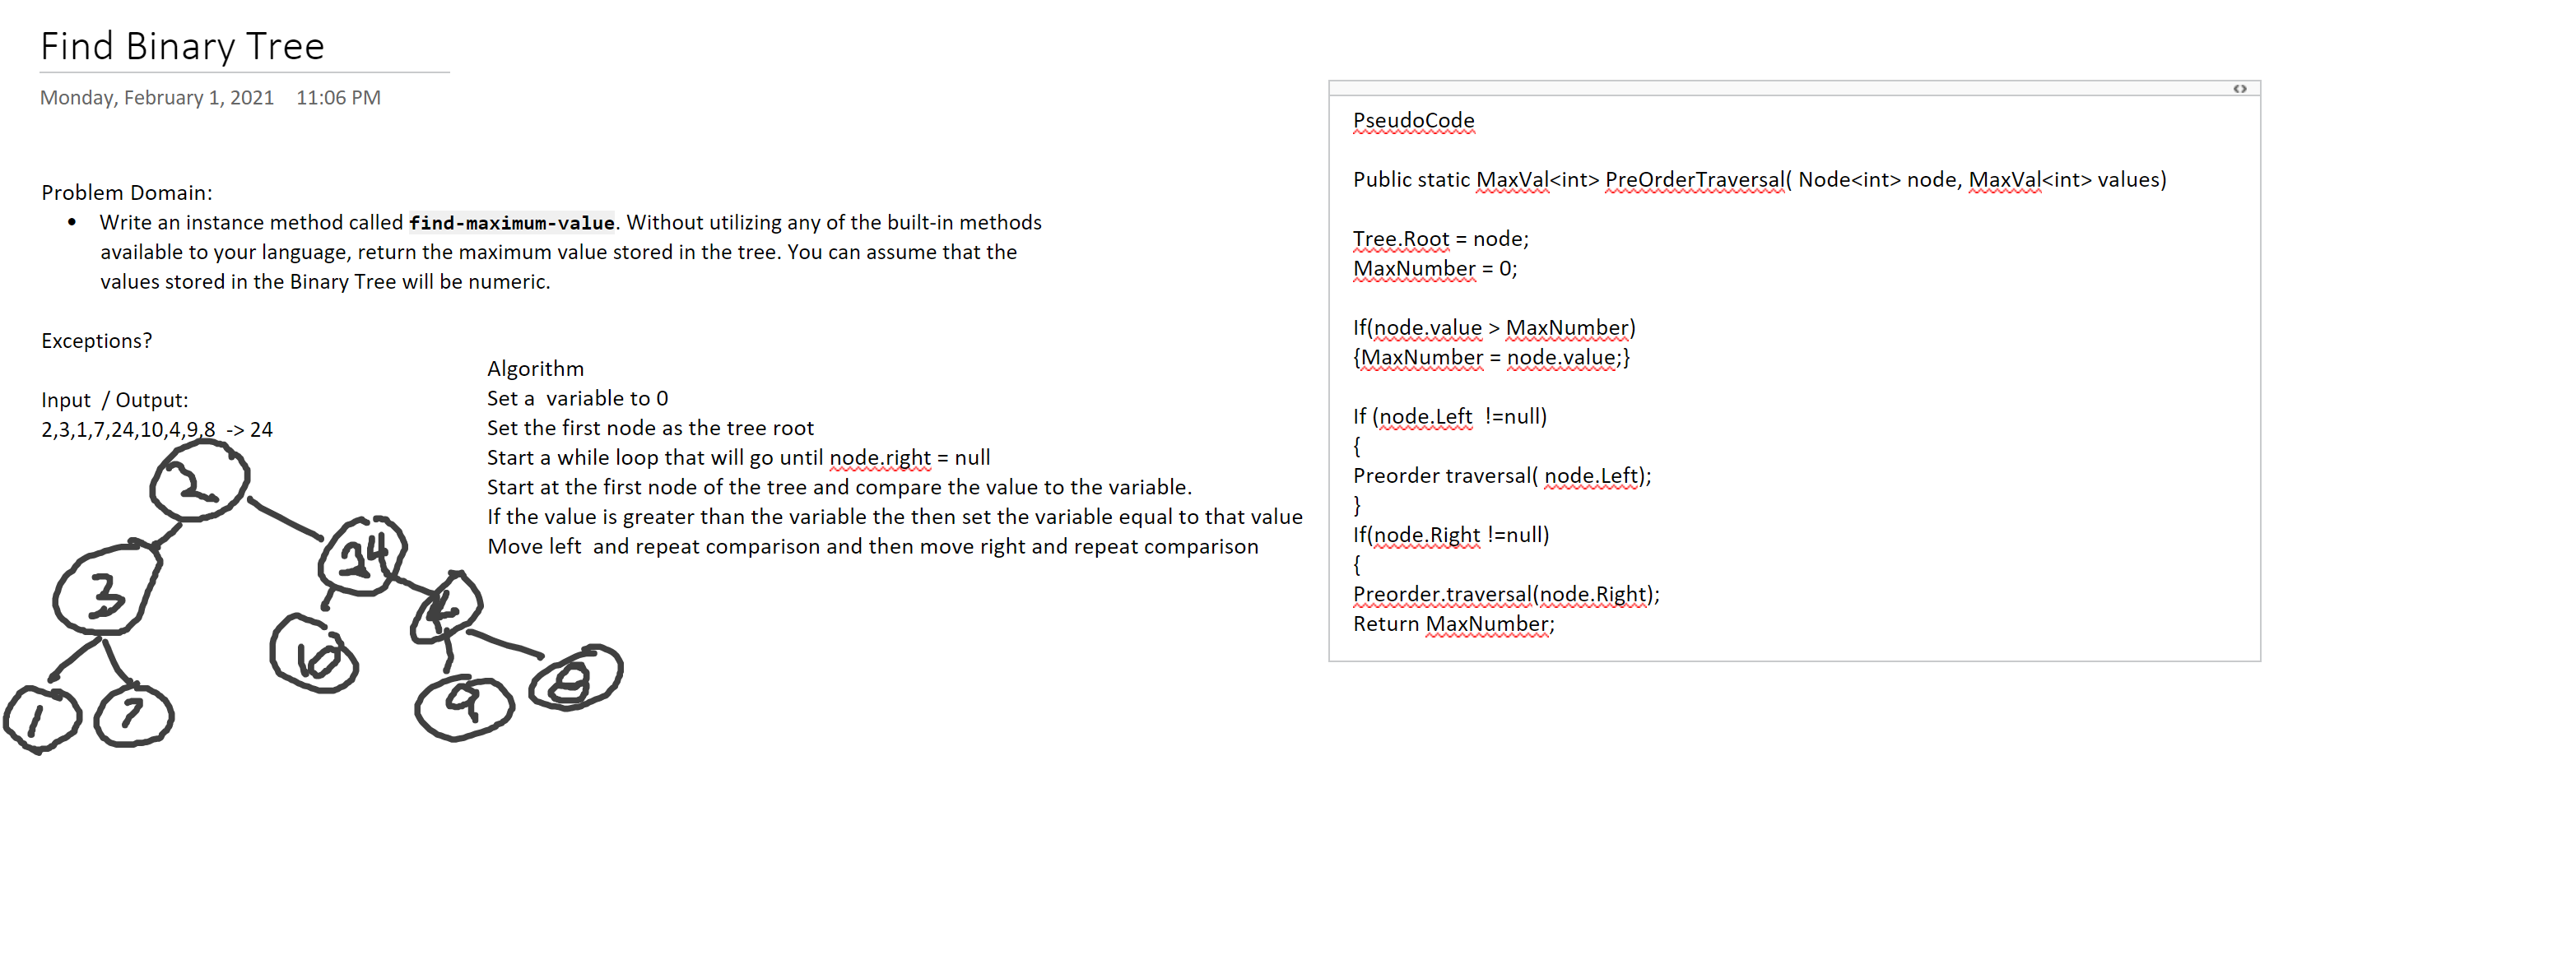 Find Binary Tree
Monday, February 1, 2021 11:06 PM
Problem Domain:
• Write an instance method called find-maximum-value. Without utilizing any of the built-in methods
available to your language, return the maximum value stored in the tree. You can assume that the
values stored in the Binary Tree will be numeric.
Exceptions?
Input / Output:
2,3,1,7,24,10,4,9,8 -> 24
2
24
3
4
10
8
9
1
7
Algorithm
Set a variable to 0
Set the first node as the tree root
Start a while loop that will go until node.right = null
Start at the first node of the tree and compare the value to the variable.
If the value is greater than the variable the then set the variable equal to that value
Move left and repeat comparison and then move right and repeat comparison
PseudoCode
Public static MaxVal<int> PreOrderTraversal( Node<int> node, MaxVal<int> values)
Tree.Root = node;
MaxNumber = 0;
If(node.value > MaxNumber)
{MaxNumber = node.value;}
If (node.Left !=null)
{
Preorder traversal( node.Left);
}
If(node.Right !=null)
{
Preorder.traversal(node.Right);
Return MaxNumber;